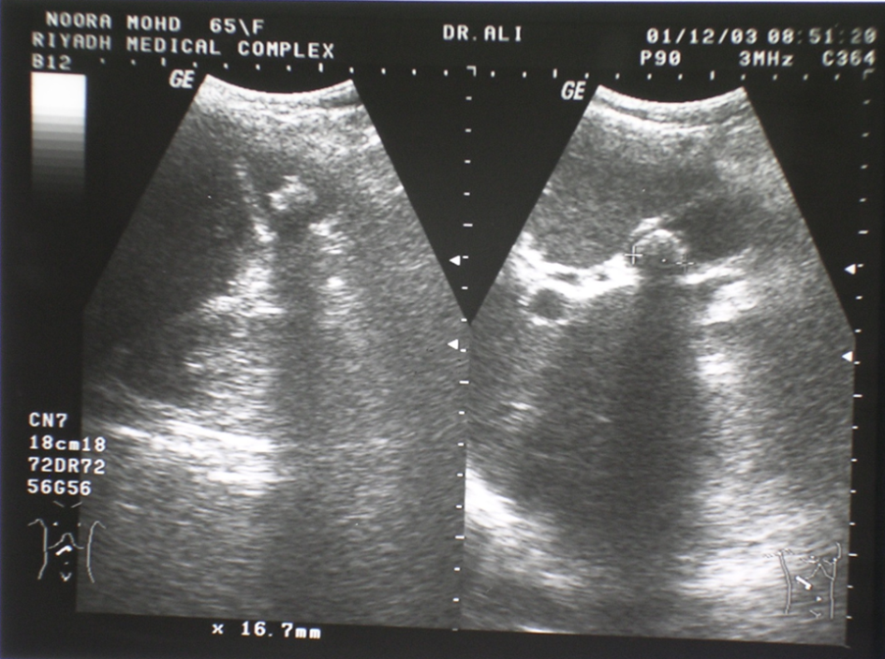 NOORA MOHD 65\F
RIYADH MEDICAL COMPLEX
B12
DR.ALI
01/12/03 08:51:20
P90 3MHz C364
GE
GE
CN7
18cm18
72DR72
56G56
x 16.7mm